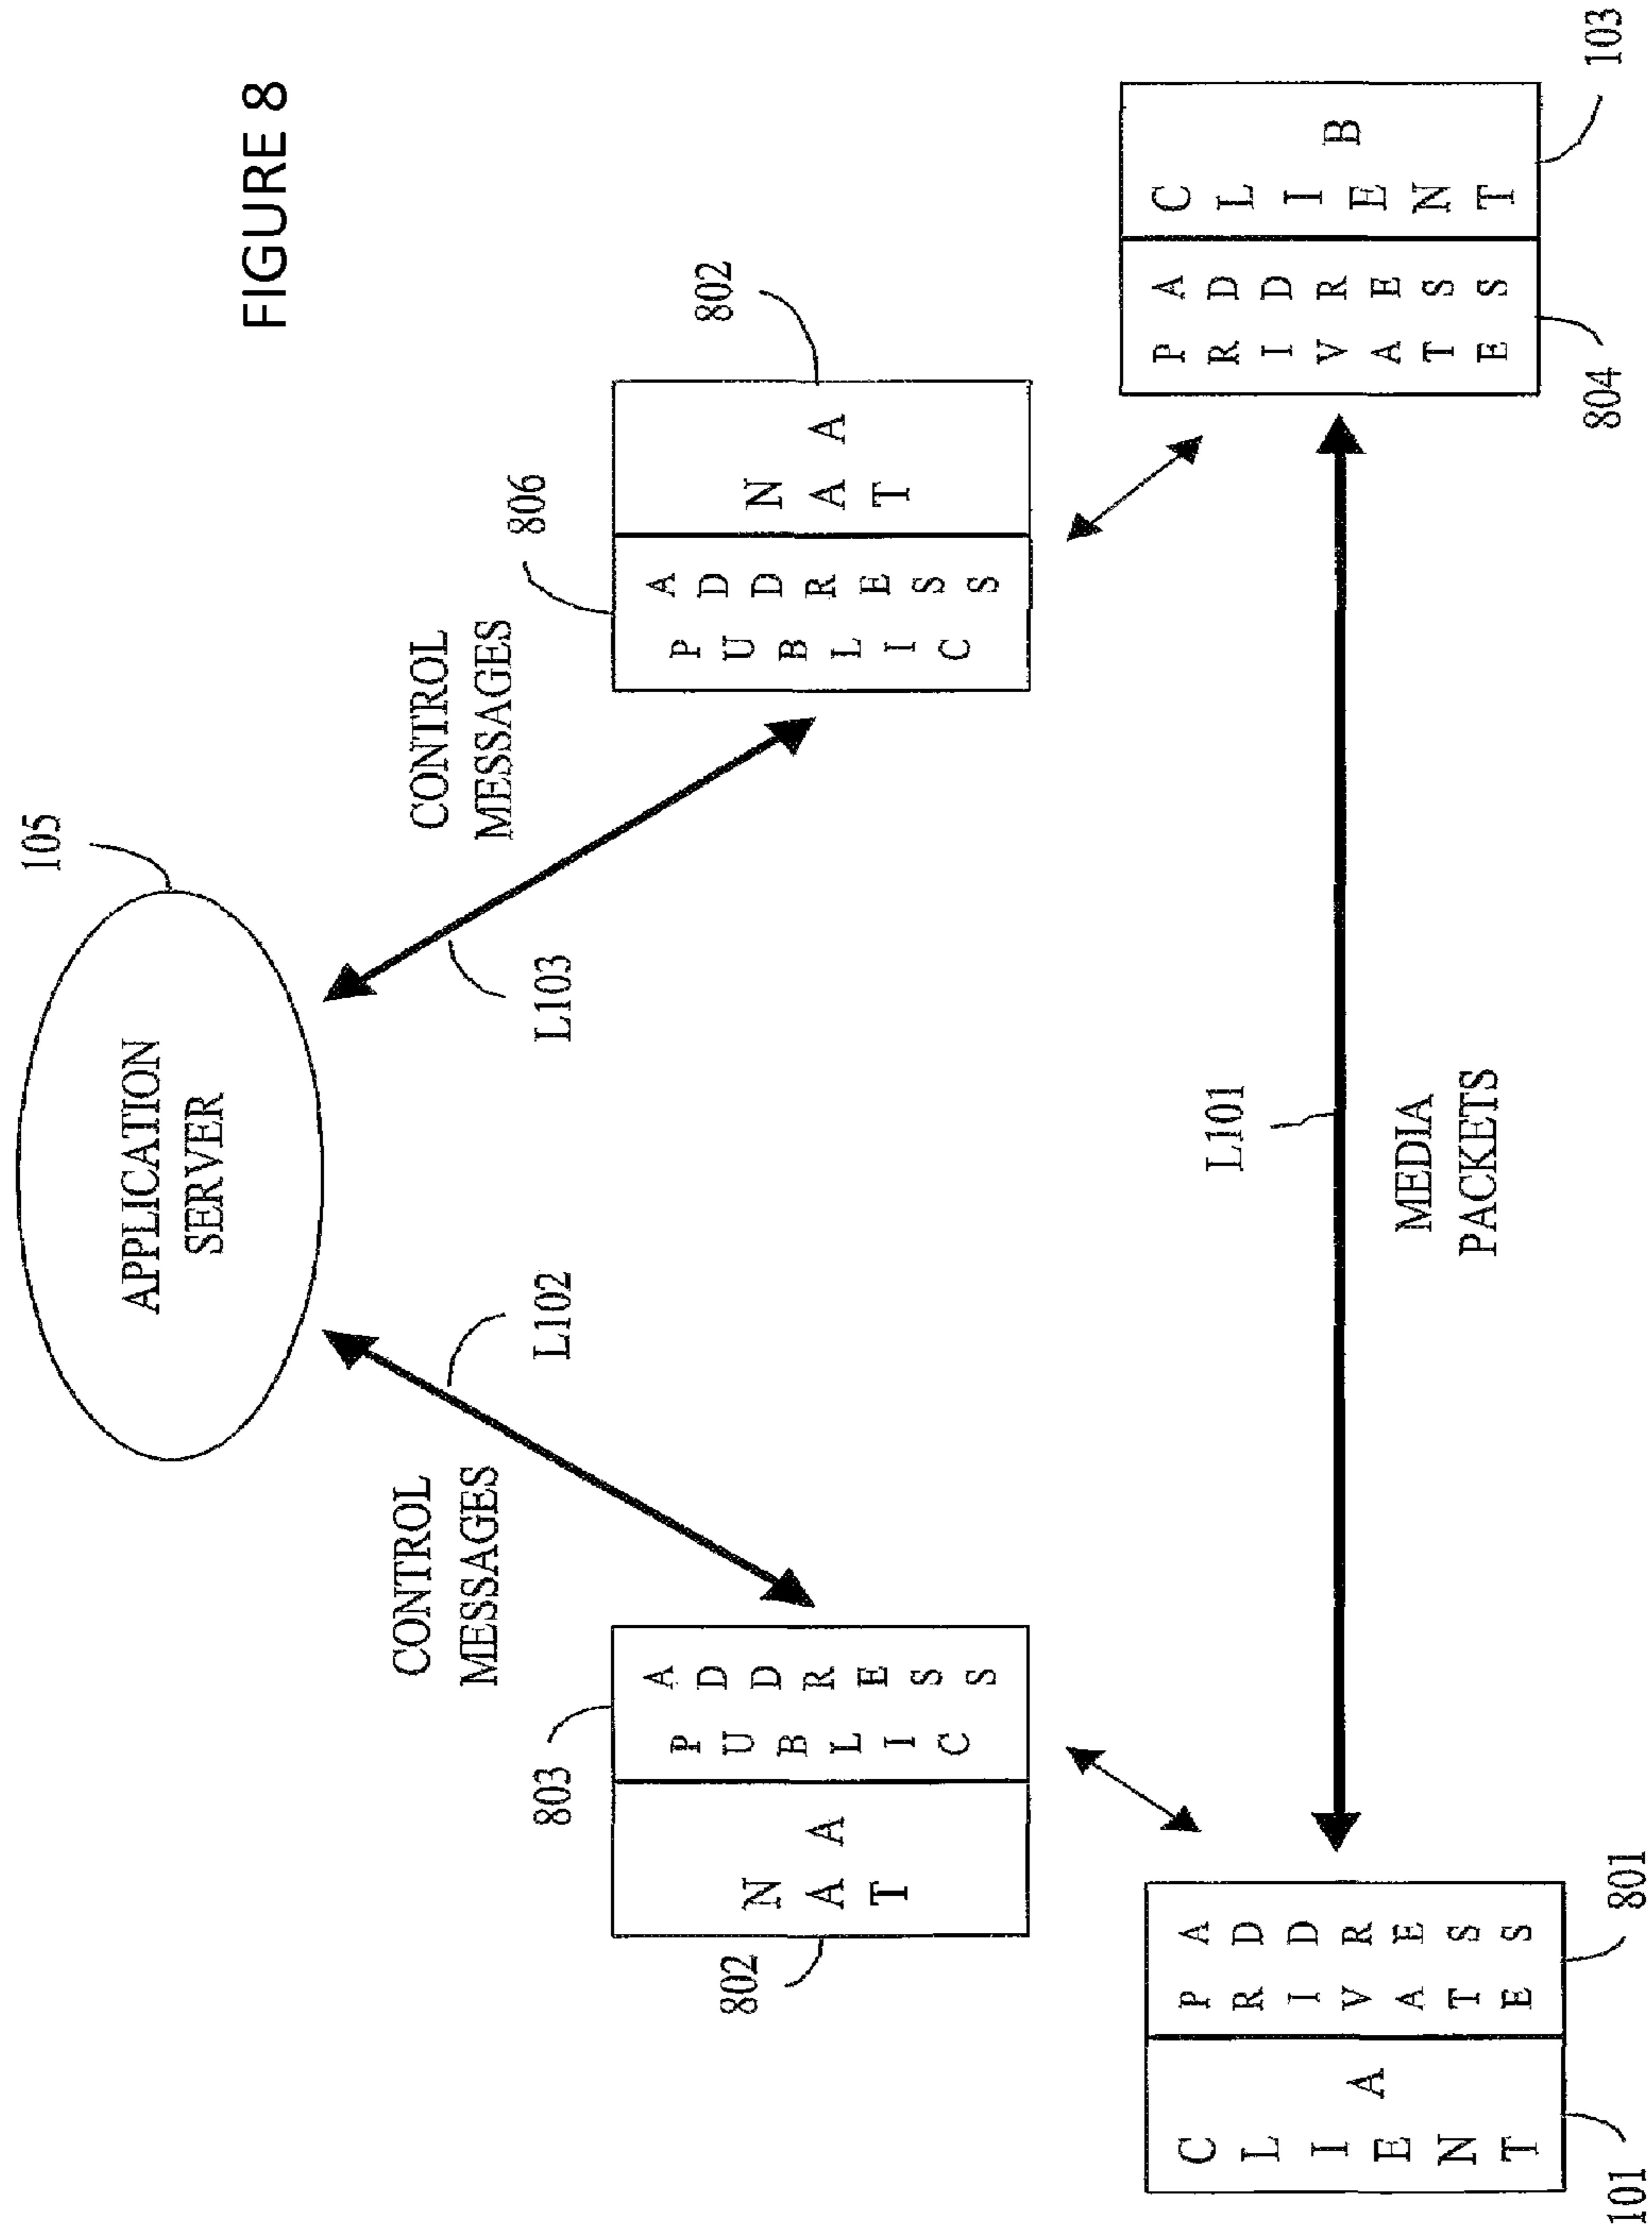 FIGURE 8
105
APPLICATION
SERVER
CONTROL
MESSAGES
CONTROL
MESSAGES
L102
L103
803
806
802
802
NAT A
PUBLIC ADDRESS
PUBLIC ADDRESS
NAT A
L101
MEDIA
PACKETS
CLIENT A
PRIVATE ADDRESS
PRIVATE ADDRESS
CLIENT B
101
801
804
103